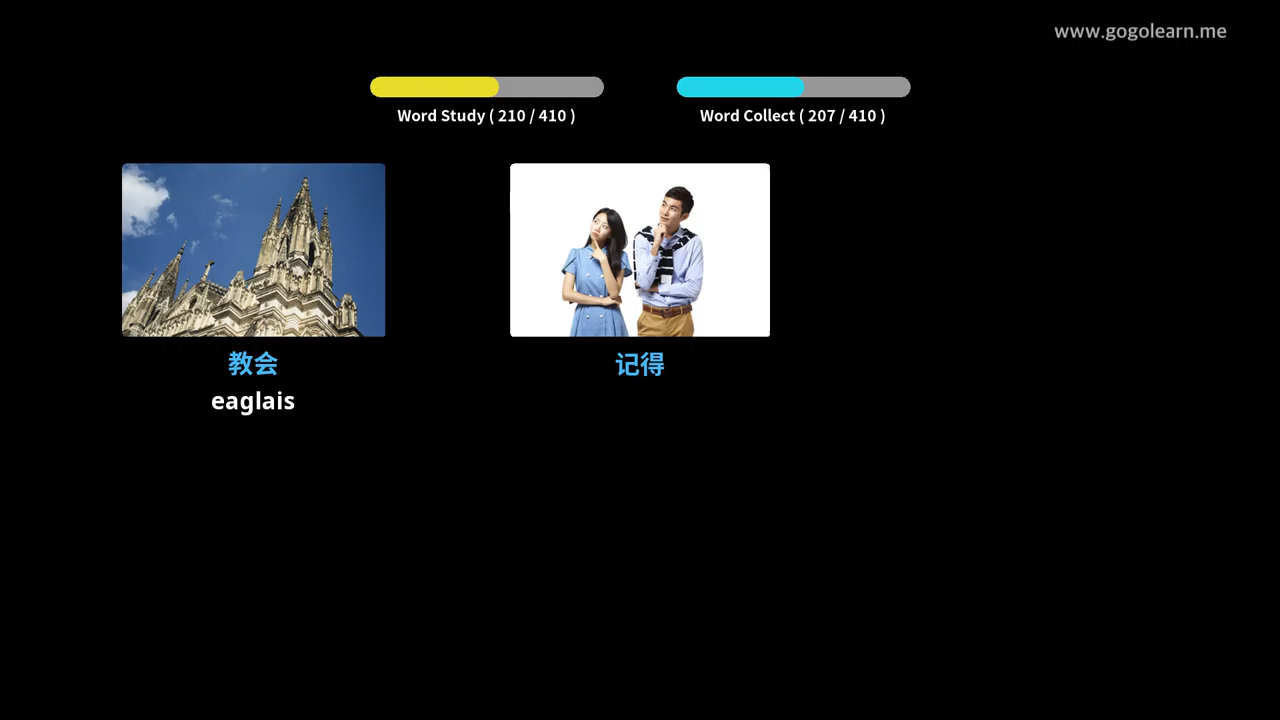 www.gogolearn.me
Word Study ( 210 / 410 )
Word Collect ( 207 / 410 )
教会
eaglais
记得